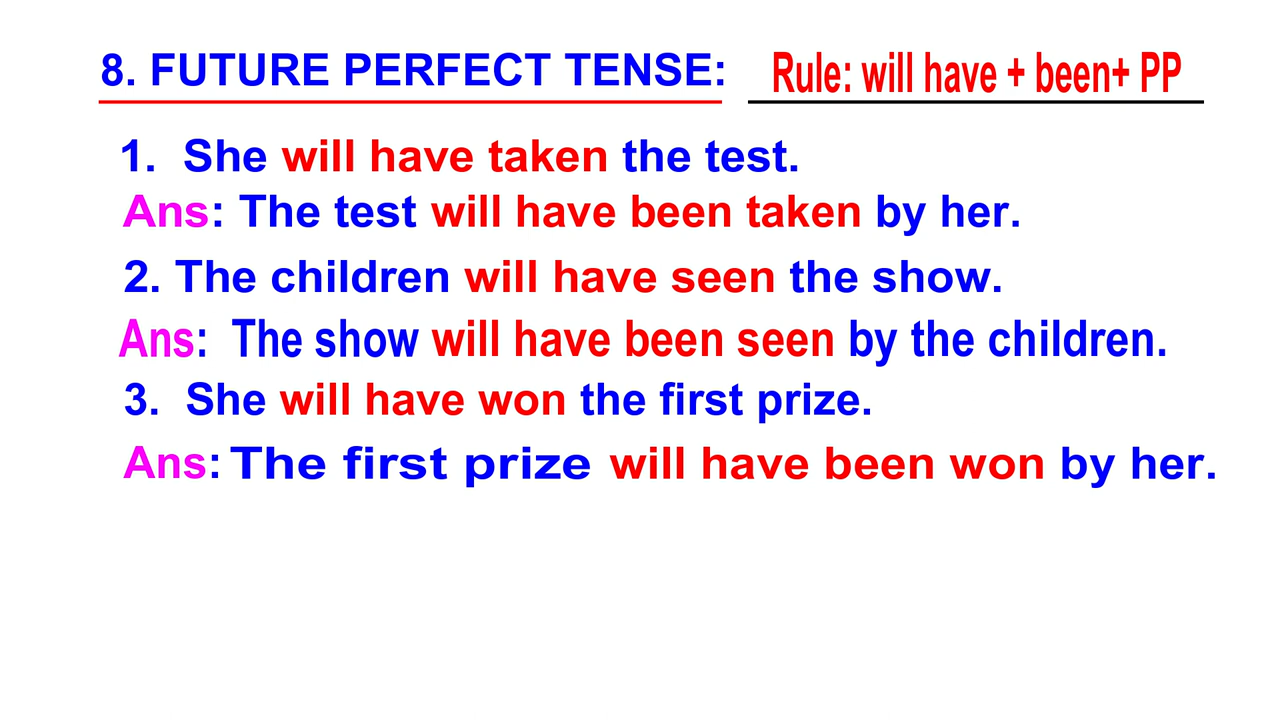 8. FUTURE PERFECT TENSE: Rule: will have + been+ PP
1. She will have taken the test.
Ans: The test will have been taken by her.
2. The children will have seen the show.
Ans: The show will have been seen by the children.
3. She will have won the first prize.
Ans: The first prize will have been won by her.